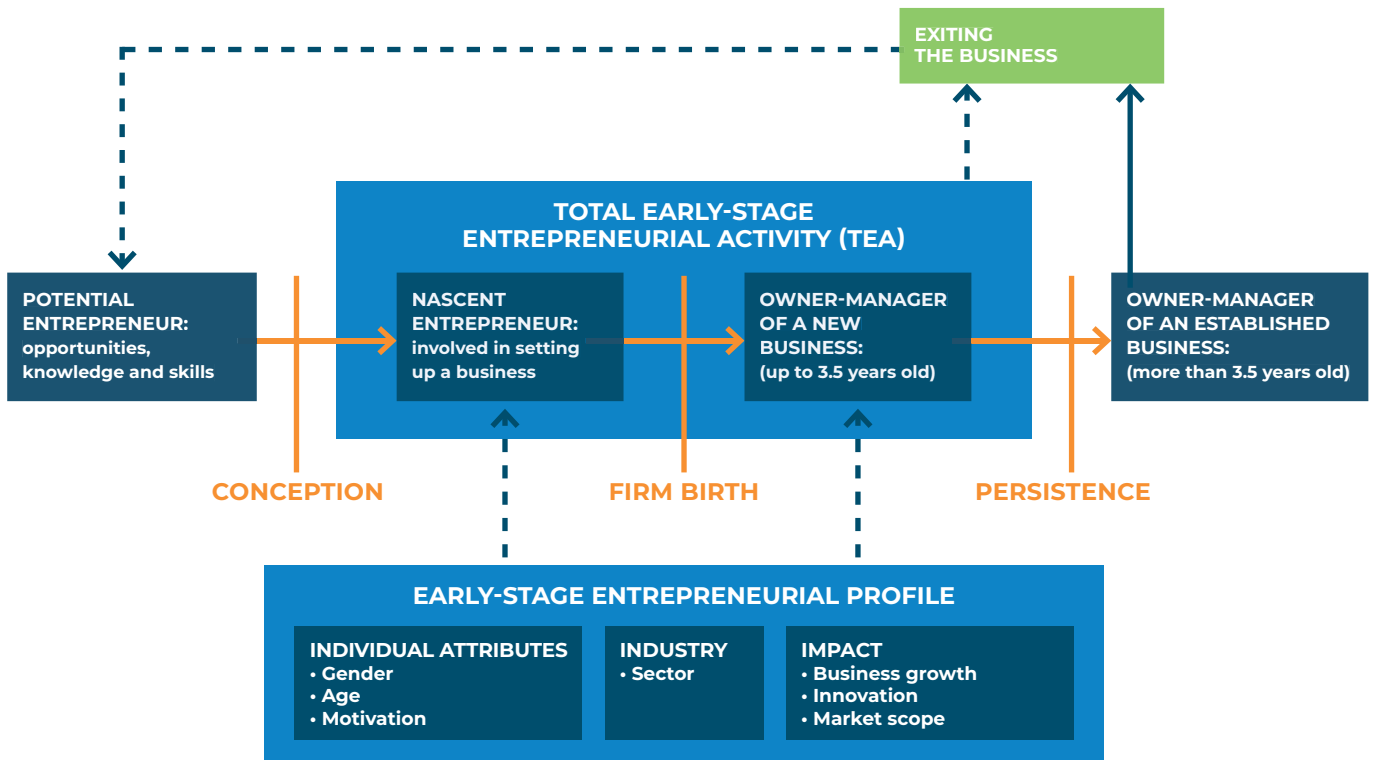 EXITING
THE BUSINESS
TOTAL EARLY-STAGE
ENTREPRENEURIAL ACTIVITY (TEA)
POTENTIAL
ENTREPRENEUR:
opportunities,
knowledge and skills
NASCENT
ENTREPRENEUR:
involved in setting
up a business
OWNER-MANAGER
OF A NEW
BUSINESS:
(up to 3.5 years old)
OWNER-MANAGER
OF AN ESTABLISHED
BUSINESS:
(more than 3.5 years old)
CONCEPTION
FIRM BIRTH
PERSISTENCE
EARLY-STAGE ENTREPRENEURIAL PROFILE
INDIVIDUAL ATTRIBUTES
• Gender
• Age
• Motivation
INDUSTRY
• Sector
IMPACT
• Business growth
• Innovation
• Market scope